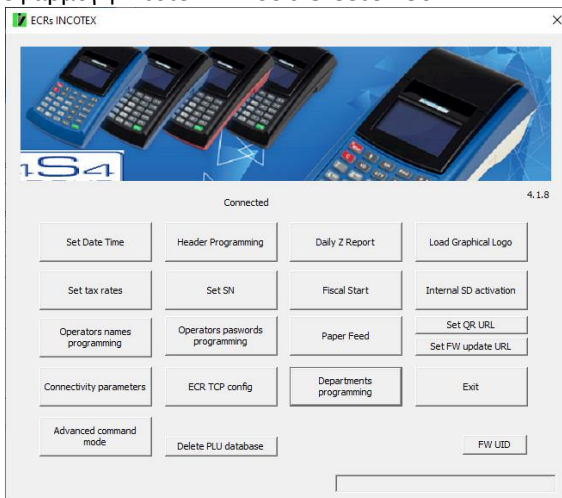 ECRs INCOTEX
Connected
4.1.8
Set Date Time
Header Programming
Daily Z Report
Load Graphical Logo
Set tax rates
Set SN
Fiscal Start
Internal SD activation
Operators names
programming
Operators paswords
programming
Paper Feed
Set QR URL
Set FW update URL
Connectivity parameters
ECR TCP config
Departments
programming
Exit
Advanced command
mode
Delete PLU database
FW UID